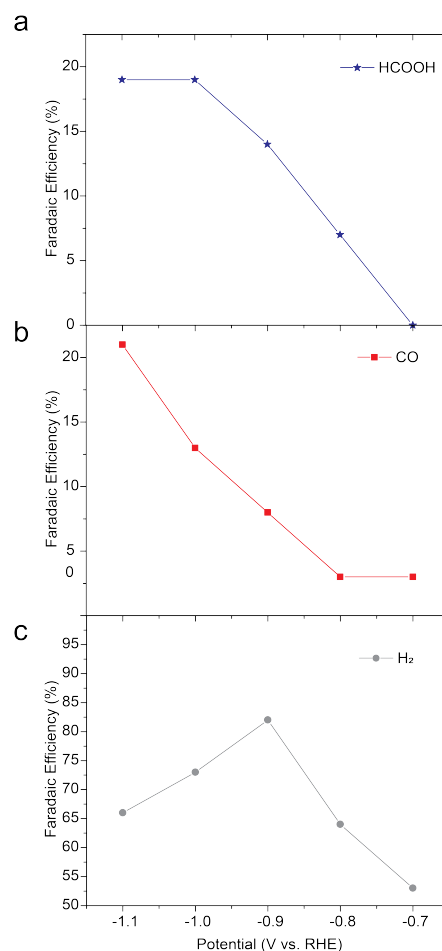 a
HCOOH
20
15
10
5
0
Faradaic Efficiency (%)
b
CO
20
15
10
5
0
Faradaic Efficiency (%)
c
H₂
95
90
85
80
75
70
65
60
55
50
Faradaic Efficiency (%)
-1.1 -1.0 -0.9 -0.8 -0.7
Potential (V vs. RHE)